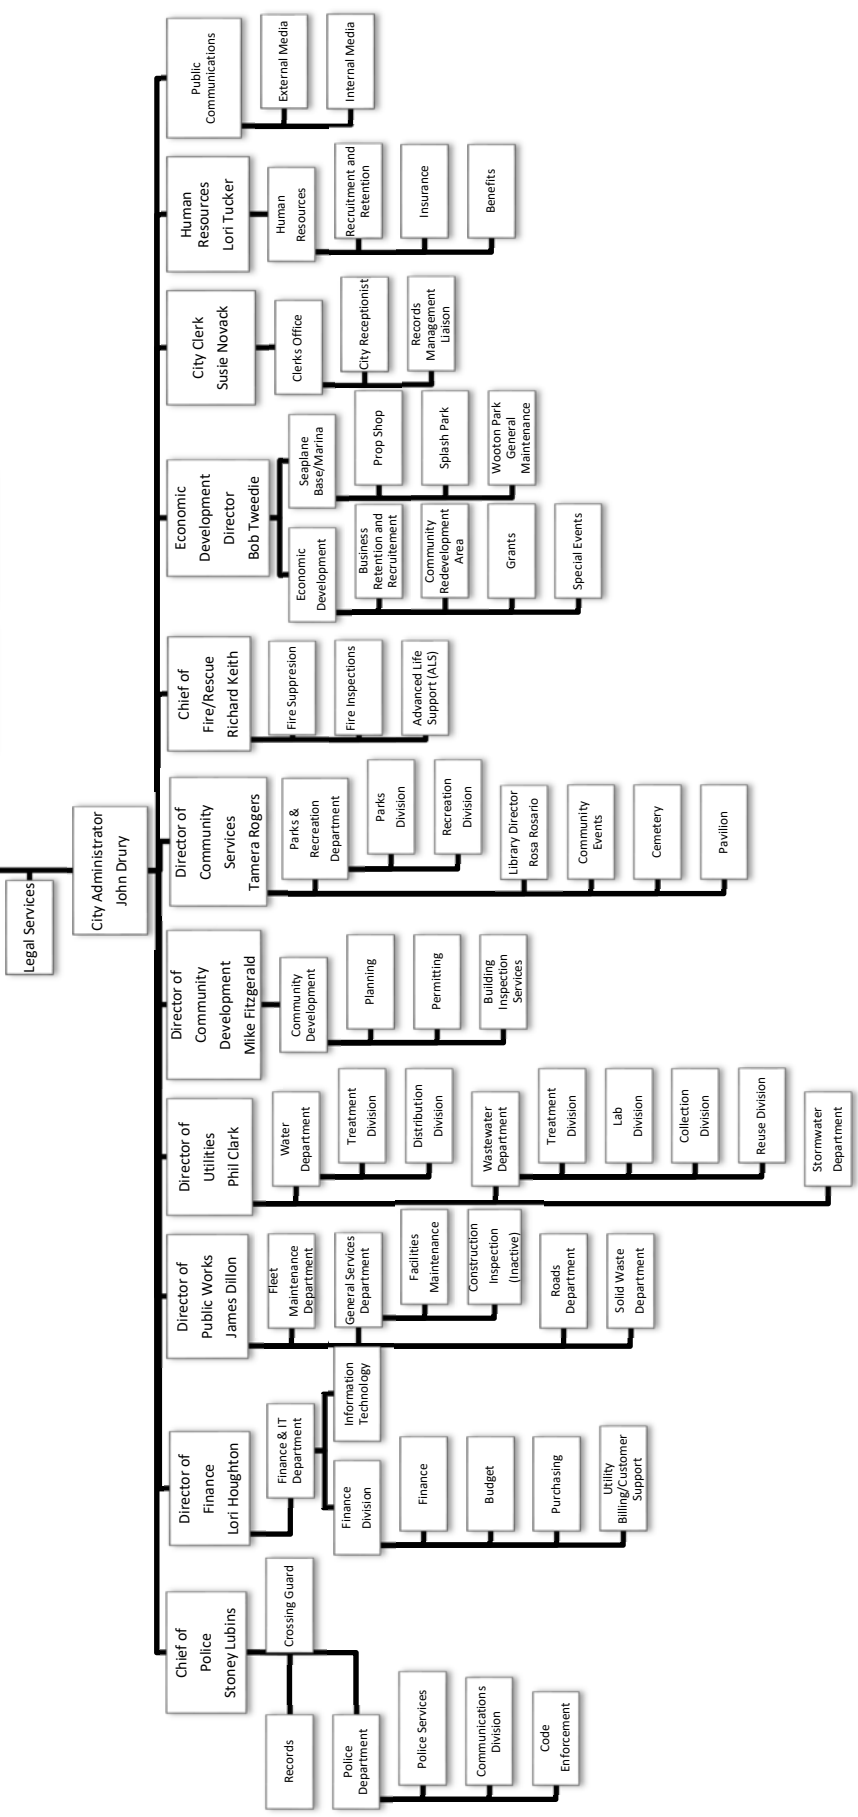 Legal Services
City Administrator
John Drury
Chief of
Police
Stoney Lubins
Records
Crossing Guard
Police
Department
Police Services
Communications
Division
Code
Enforcement
Director of
Finance
Lori Houghton
Finance & IT
Department
Finance
Division
Information
Technology
Finance
Budget
Purchasing
Utility
Billing/Customer
Support
Director of
Public Works
James Dillon
Fleet
Maintenance
Department
General Services
Department
Facilities
Maintenance
Construction
Inspection
(Inactive)
Roads
Department
Solid Waste
Department
Director of
Utilities
Phil Clark
Water
Department
Treatment
Division
Distribution
Division
Wastewater
Department
Treatment
Division
Lab
Division
Collection
Division
Reuse Division
Stormwater
Department
Director of
Community
Development
Mike Fitzgerald
Community
Development
Planning
Permitting
Building
Inspection
Services
Director of
Community
Services
Tamera Rogers
Parks &
Recreation
Department
Parks
Division
Recreation
Division
Library Director
Rosa Rosario
Community
Events
Cemetery
Pavilion
Chief of
Fire/Rescue
Richard Keith
Fire Suppresion
Fire Inspections
Advanced Life
Support (ALS)
Economic
Development
Director
Bob Tweedie
Economic
Development
Business
Retention and
Recruitement
Community
Redevelopment
Area
Grants
Special Events
Seaplane
Base/Marina
Prop Shop
Splash Park
Wooton Park
General
Maintenance
City Clerk
Susie Novack
Clerks Office
City Receptionist
Records
Management
Liaison
Human
Resources
Lori Tucker
Human
Resources
Recruitment and
Retention
Insurance
Benefits
Public
Communications
External Media
Internal Media